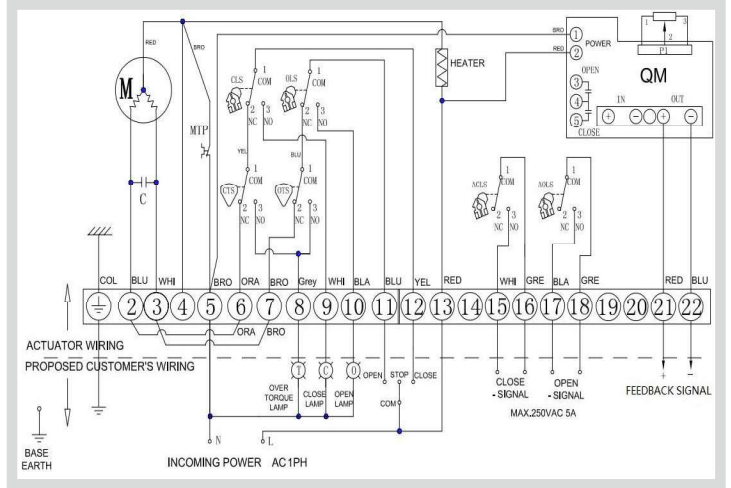 RED
BRO
M
MTP
C
CLS
1
COM
2
NC
3
NO
OLS
1
COM
2
NC
3
NO
YEL
BLU
CTS
1
COM
2
NC
3
NO
OTS
1
COM
2
NC
3
NO
HEATER
BRO
RED
1
2
POWER
OPEN
3
4
5
CLOSE
1
2
3
P1
QM
IN
OUT
+ - + -
ACLS
1
COM
2
NC
3
NO
AOLS
1
COM
2
NC
3
NO
COL BLU WHI BRO ORA BRO Grey WHI BLA BLU YEL RED WHI GRE BLA GRE RED BLU
2 3 4 5 6 7 8 9 10 11 12 13 14 15 16 17 18 19 20 21 22
ORA BRO
ACTUATOR WIRING
PROPOSED CUSTOMER'S WIRING
T C O
OVER
TORQUE
LAMP
CLOSE
LAMP
OPEN
LAMP
OPEN STOP CLOSE
COM
CLOSE
- SIGNAL
OPEN
- SIGNAL
MAX.250VAC 5A
+ -
FEEDBACK SIGNAL
N L
BASE
EARTH
INCOMING POWER AC1PH